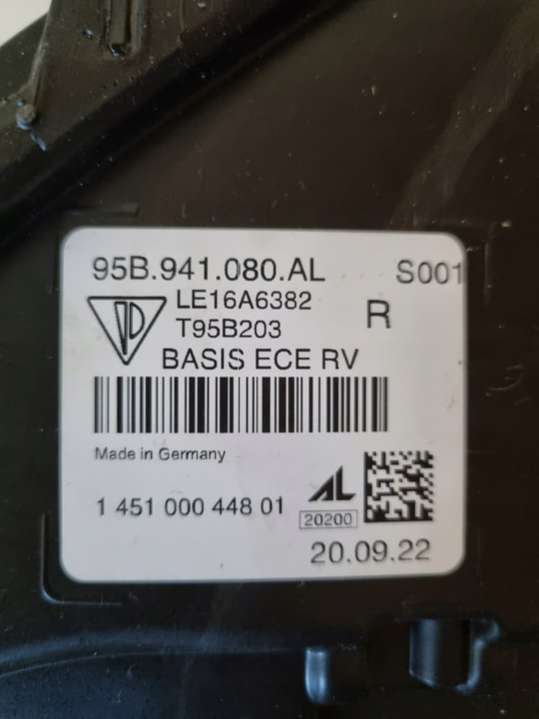 95B.941.080.AL S001
LE16A6382
T95B203 R
BASIS ECE RV
Made in Germany
1 451 000 448 01
AL
20200
20.09.22